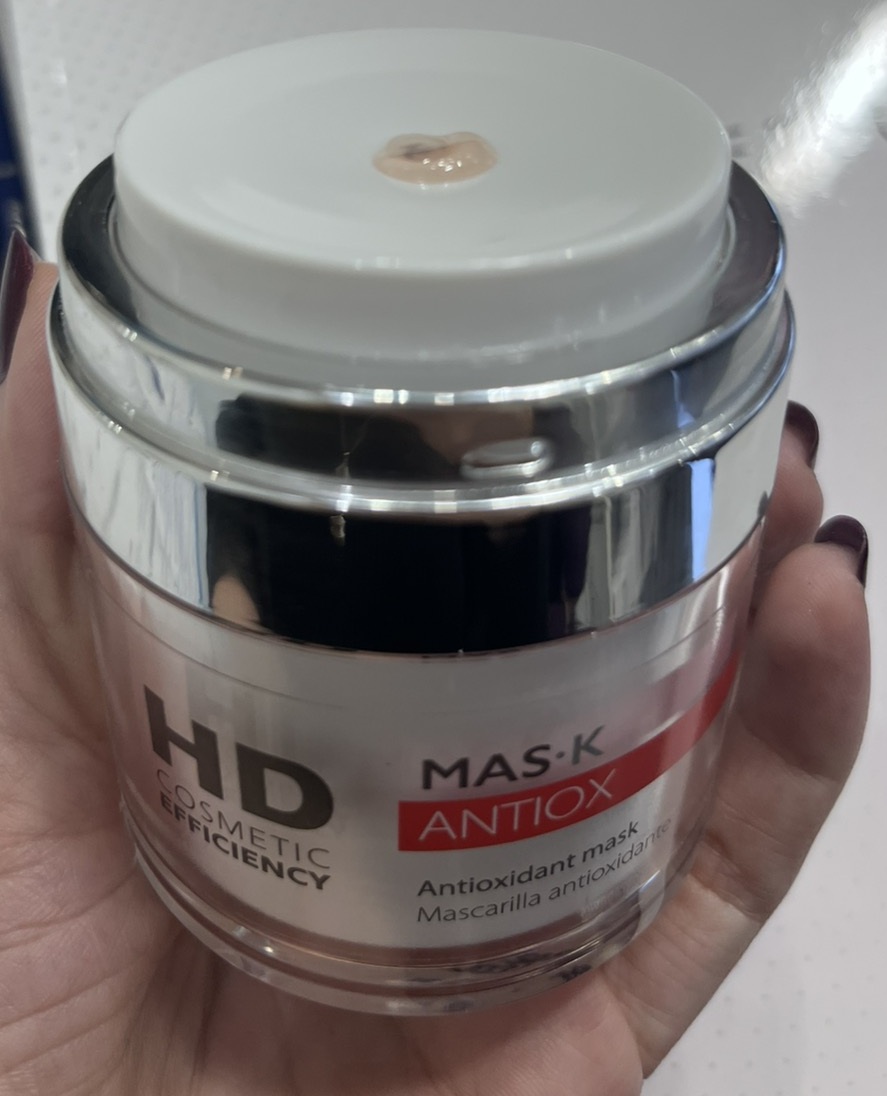 HD
COSMETIC
EFFICIENCY
MAS·K
ANTIOX
Antioxidant mask
Mascarilla antioxidante